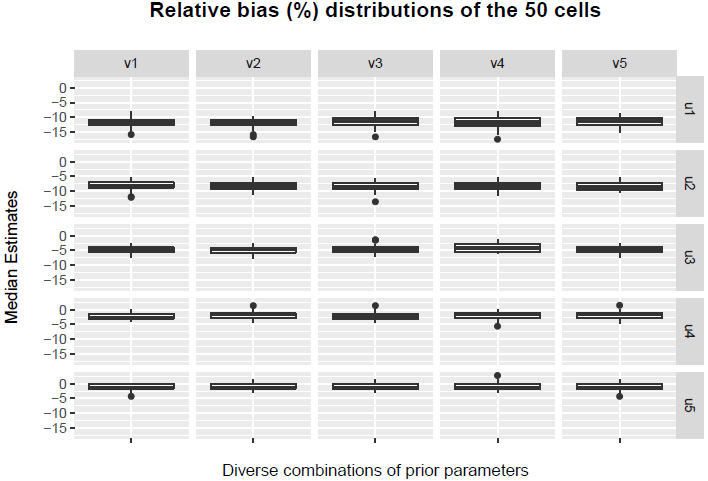 Relative bias (%) distributions of the 50 cells
v1 v2 v3 v4 v5
0
−5
−10
−15
u1
0
−5
−10
−15
u2
0
−5
−10
−15
u3
0
−5
−10
−15
u4
0
−5
−10
−15
u5
Median Estimates
Diverse combinations of prior parameters